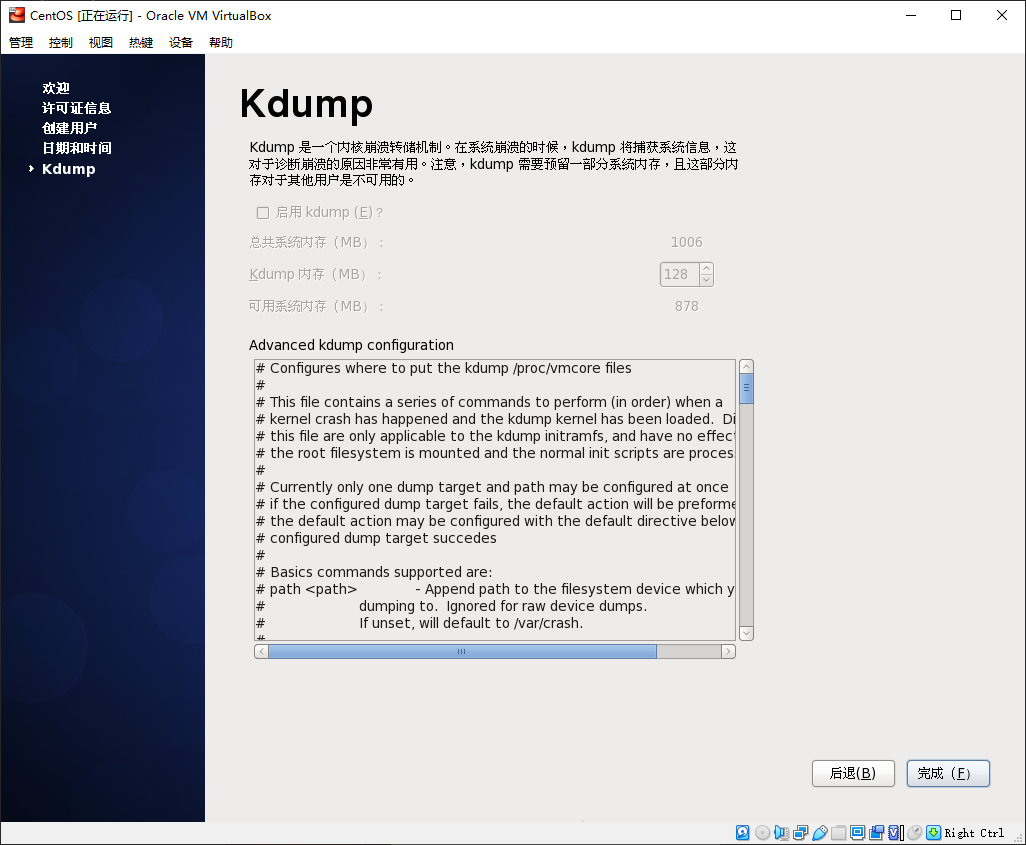 CentOS [正在运行] - Oracle VM VirtualBox
管理 控制 视图 热键 设备 帮助
欢迎
许可证信息
创建用户
日期和时间
Kdump
Kdump
Kdump 是一个内核崩溃转储机制。在系统崩溃的时候，kdump 将捕获系统信息，这
对于诊断崩溃的原因非常有用。注意，kdump 需要预留一部分系统内存，且这部分内
存对于其他用户是不可用的。
启用 kdump (E)？
总共系统内存（MB）： 1006
Kdump 内存（MB）： 128
可用系统内存（MB）： 878
Advanced kdump configuration
# Configures where to put the kdump /proc/vmcore files
#
# This file contains a series of commands to perform (in order) when a
# kernel crash has happened and the kdump kernel has been loaded.  Di
# this file are only applicable to the kdump initramfs, and have no effec
# the root filesystem is mounted and the normal init scripts are proces
#
# Currently only one dump target and path may be configured at once
# if the configured dump target fails, the default action will be preforme
# the default action may be configured with the default directive below
# configured dump target succedes
#
# Basics commands supported are:
# path <path> - Append path to the filesystem device which y
# dumping to.  Ignored for raw device dumps.
# If unset, will default to /var/crash.
#
后退(B) 完成（F）
Right Ctrl